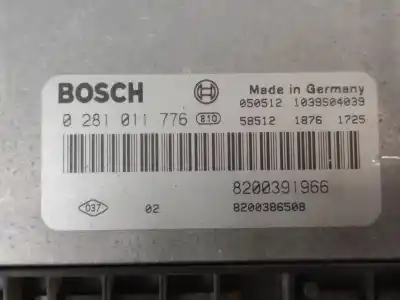 BOSCH
Made in Germany
050512 1039S04039
0 281 011 776 810
58512 1876 1725
8200391966
037 02 8200386508